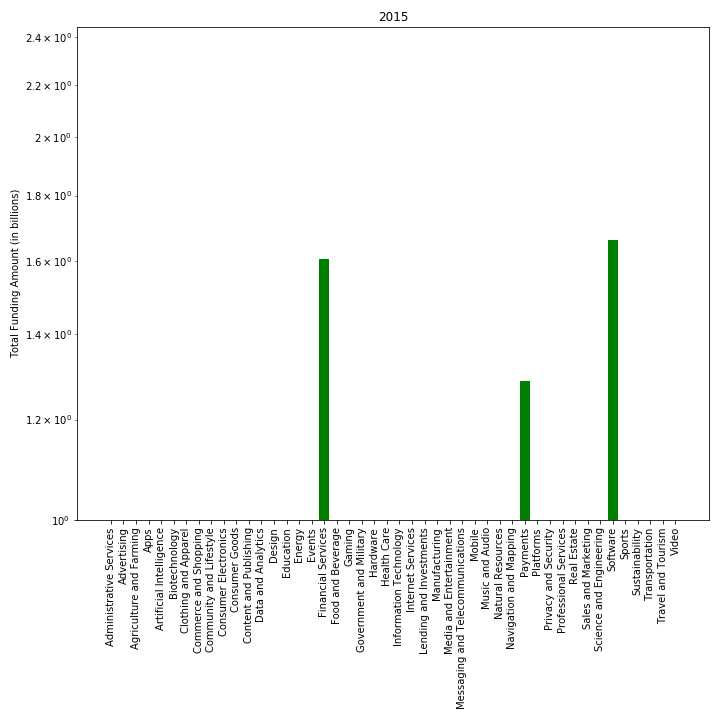 2015
Total Funding Amount (in billions)
2.4 × 10⁰
2.2 × 10⁰
2 × 10⁰
1.8 × 10⁰
1.6 × 10⁰
1.4 × 10⁰
1.2 × 10⁰
10⁰
Administrative Services
Advertising
Agriculture and Farming
Apps
Artificial Intelligence
Biotechnology
Clothing and Apparel
Commerce and Shopping
Community and Lifestyle
Consumer Electronics
Consumer Goods
Content and Publishing
Data and Analytics
Design
Education
Energy
Events
Financial Services
Food and Beverage
Gaming
Government and Military
Hardware
Health Care
Information Technology
Internet Services
Lending and Investments
Manufacturing
Media and Entertainment
Messaging and Telecommunications
Mobile
Music and Audio
Natural Resources
Navigation and Mapping
Payments
Platforms
Privacy and Security
Professional Services
Real Estate
Sales and Marketing
Science and Engineering
Software
Sports
Sustainability
Transportation
Travel and Tourism
Video